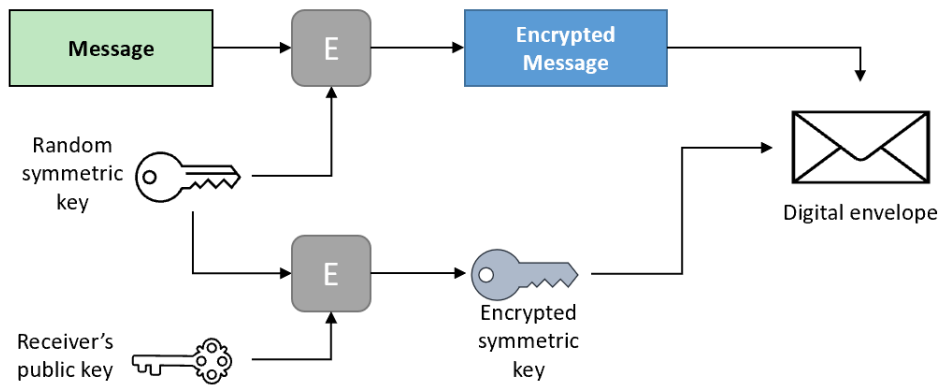 Message
E
Encrypted
Message
Random
symmetric
key
Digital envelope
E
Encrypted
symmetric
key
Receiver’s
public key